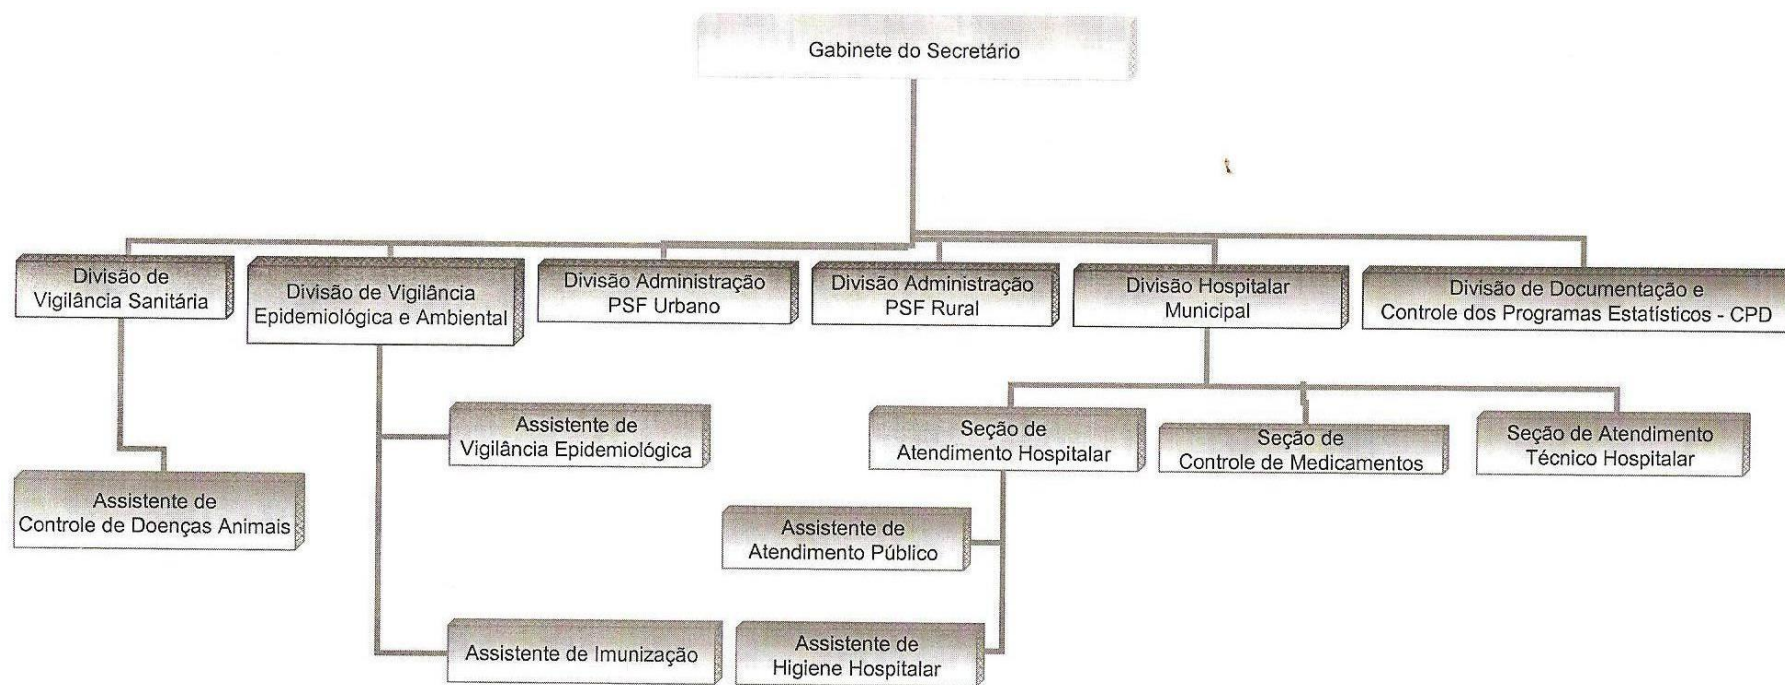 Gabinete do Secretário
Divisão de
Vigilância Sanitária
Divisão de Vigilância
Epidemiológica e Ambiental
Divisão Administração
PSF Urbano
Divisão Administração
PSF Rural
Divisão Hospitalar
Municipal
Divisão de Documentação e
Controle dos Programas Estatísticos - CPD
Assistente de
Vigilância Epidemiológica
Seção de
Atendimento Hospitalar
Seção de
Controle de Medicamentos
Seção de Atendimento
Técnico Hospitalar
Assistente de
Controle de Doenças Animais
Assistente de
Atendimento Público
Assistente de Imunização
Assistente de
Higiene Hospitalar